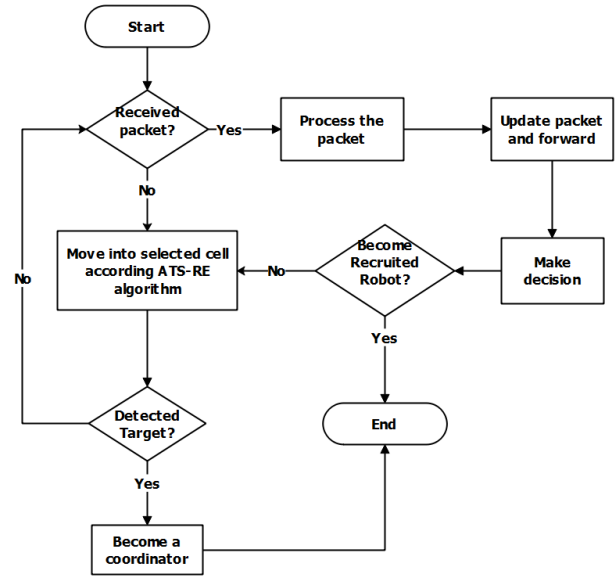 Start
Received
packet?
Yes
Process the
packet
Update packet
and forward
No
Move into selected cell
according ATS-RE
algorithm
No
Become
Recruited
Robot?
Make
decision
No
Yes
Detected
Target?
End
Yes
Become a
coordinator